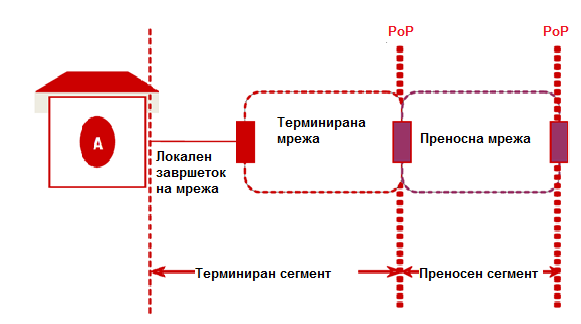 PoP
PoP
A
Терминирана
мрежа
Преносна мрежа
Локален
завршеток
на мрежа
Терминиран сегмент
Преносен сегмент